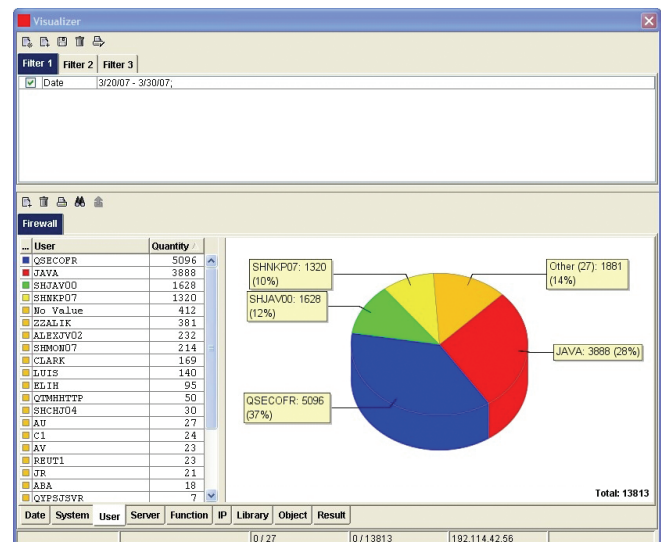 Visualizer
Filter 1 Filter 2 Filter 3
Date 3/20/07 - 3/30/07;
Firewall
... User Quantity
QSECOFR 5096
JAVA 3888
SHJAV00 1628
SHNKP07 1320
No Value 412
ZZALIK 381
ALEXJV02 232
SHMON07 214
CLARK 169
LUIS 140
ELIH 95
QTMHHTTP 50
SHCHJ04 30
AU 27
C1 24
AV 23
REUT1 23
JR 21
ABA 18
QYPSJSVR 7
SHNKP07: 1320
(10%)
SHJAV00: 1628
(12%)
QSECOFR: 5096
(37%)
Other (27): 1881
(14%)
JAVA: 3888 (28%)
Total: 13813
Date System User Server Function IP Library Object Result
0 / 27 0 / 13813 192.114.42.56